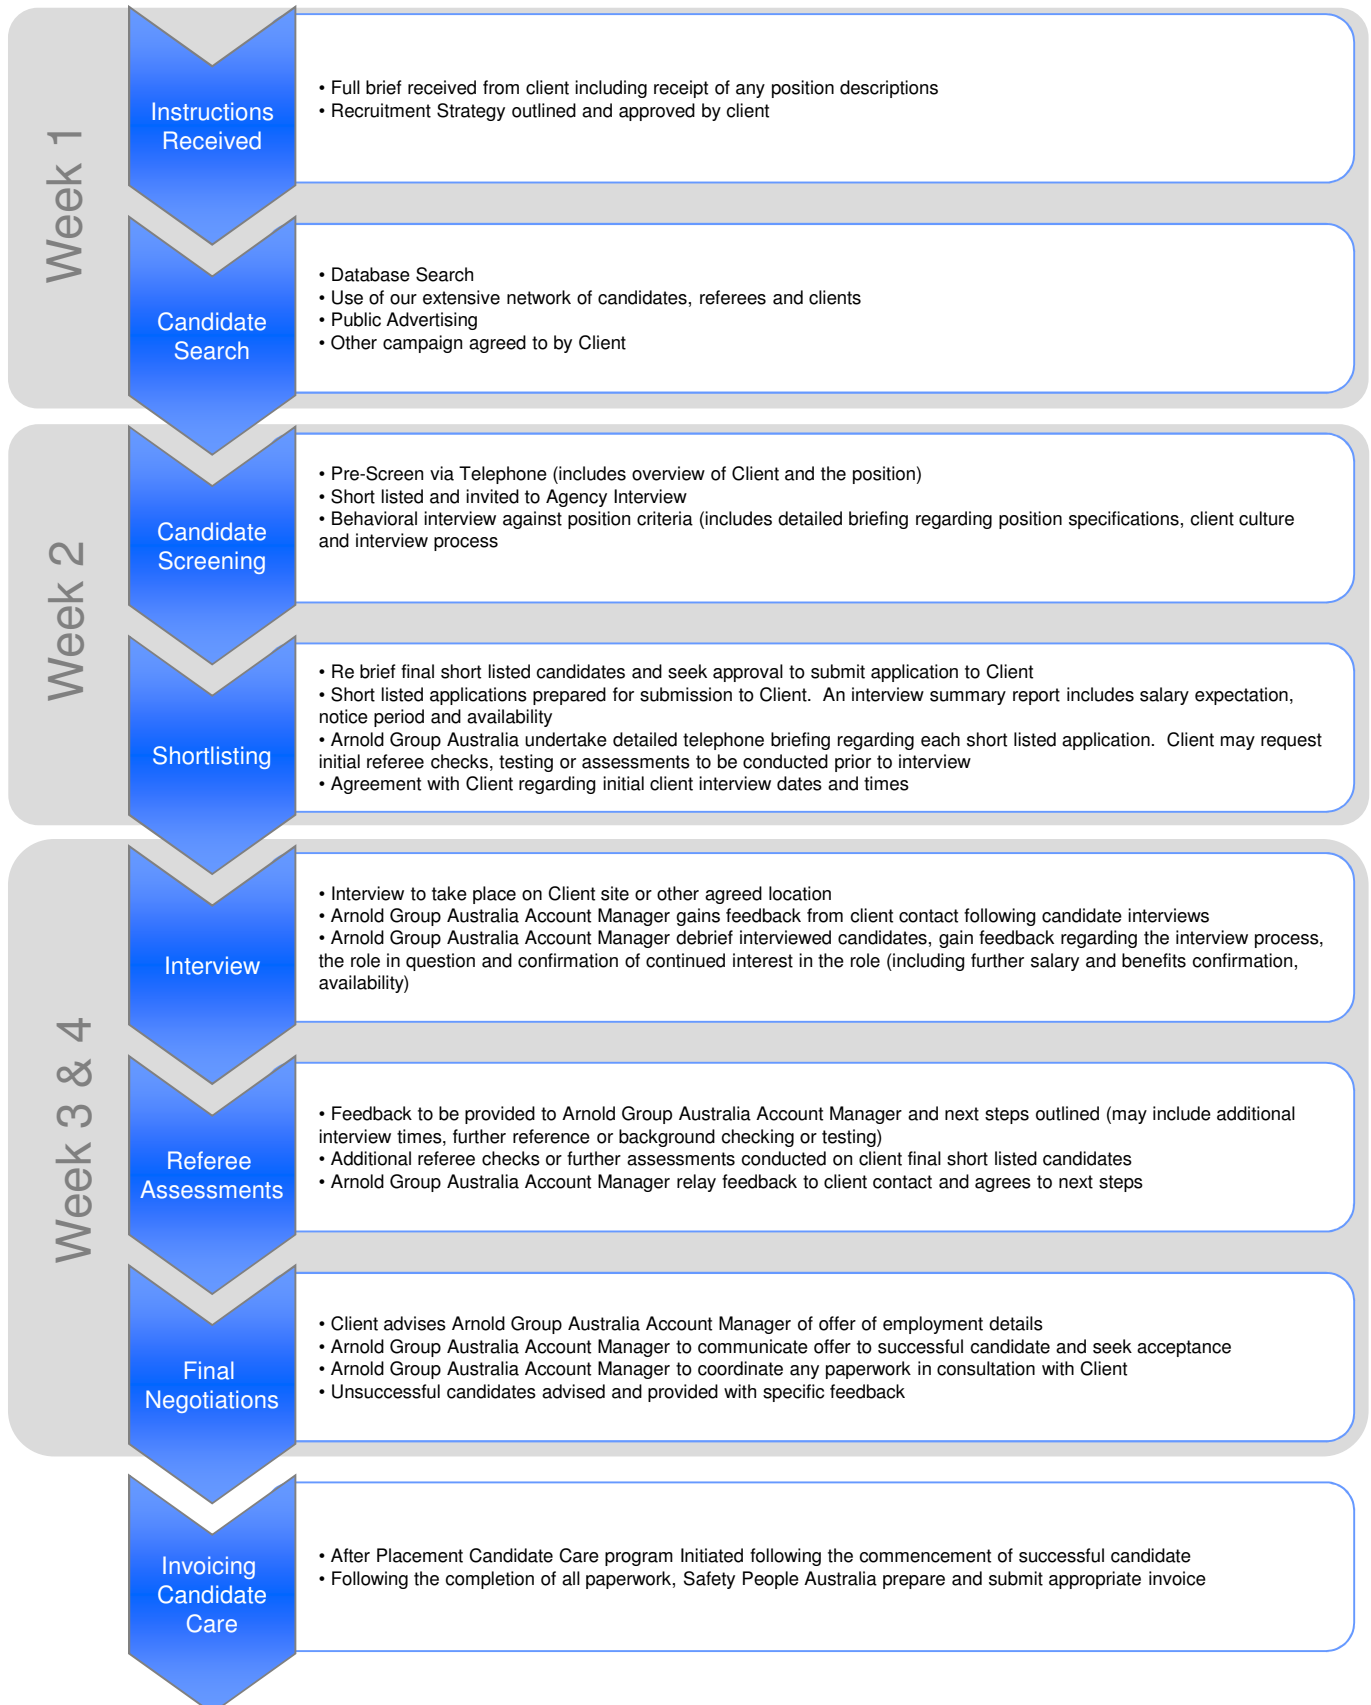 Week 1
Instructions
Received
• Full brief received from client including receipt of any position descriptions
• Recruitment Strategy outlined and approved by client
Candidate
Search
• Database Search
• Use of our extensive network of candidates, referees and clients
• Public Advertising
• Other campaign agreed to by Client
Week 2
Candidate
Screening
• Pre-Screen via Telephone (includes overview of Client and the position)
• Short listed and invited to Agency Interview
• Behavioral interview against position criteria (includes detailed briefing regarding position specifications, client culture
and interview process
Shortlisting
• Re brief final short listed candidates and seek approval to submit application to Client
• Short listed applications prepared for submission to Client.  An interview summary report includes salary expectation,
notice period and availability
• Arnold Group Australia undertake detailed telephone briefing regarding each short listed application.  Client may request
initial referee checks, testing or assessments to be conducted prior to interview
• Agreement with Client regarding initial client interview dates and times
Week 3 & 4
Interview
• Interview to take place on Client site or other agreed location
• Arnold Group Australia Account Manager gains feedback from client contact following candidate interviews
• Arnold Group Australia Account Manager debrief interviewed candidates, gain feedback regarding the interview process,
the role in question and confirmation of continued interest in the role (including further salary and benefits confirmation,
availability)
Referee
Assessments
• Feedback to be provided to Arnold Group Australia Account Manager and next steps outlined (may include additional
interview times, further reference or background checking or testing)
• Additional referee checks or further assessments conducted on client final short listed candidates
• Arnold Group Australia Account Manager relay feedback to client contact and agrees to next steps
Final
Negotiations
• Client advises Arnold Group Australia Account Manager of offer of employment details
• Arnold Group Australia Account Manager to communicate offer to successful candidate and seek acceptance
• Arnold Group Australia Account Manager to coordinate any paperwork in consultation with Client
• Unsuccessful candidates advised and provided with specific feedback
Invoicing
Candidate
Care
• After Placement Candidate Care program Initiated following the commencement of successful candidate
• Following the completion of all paperwork, Safety People Australia prepare and submit appropriate invoice